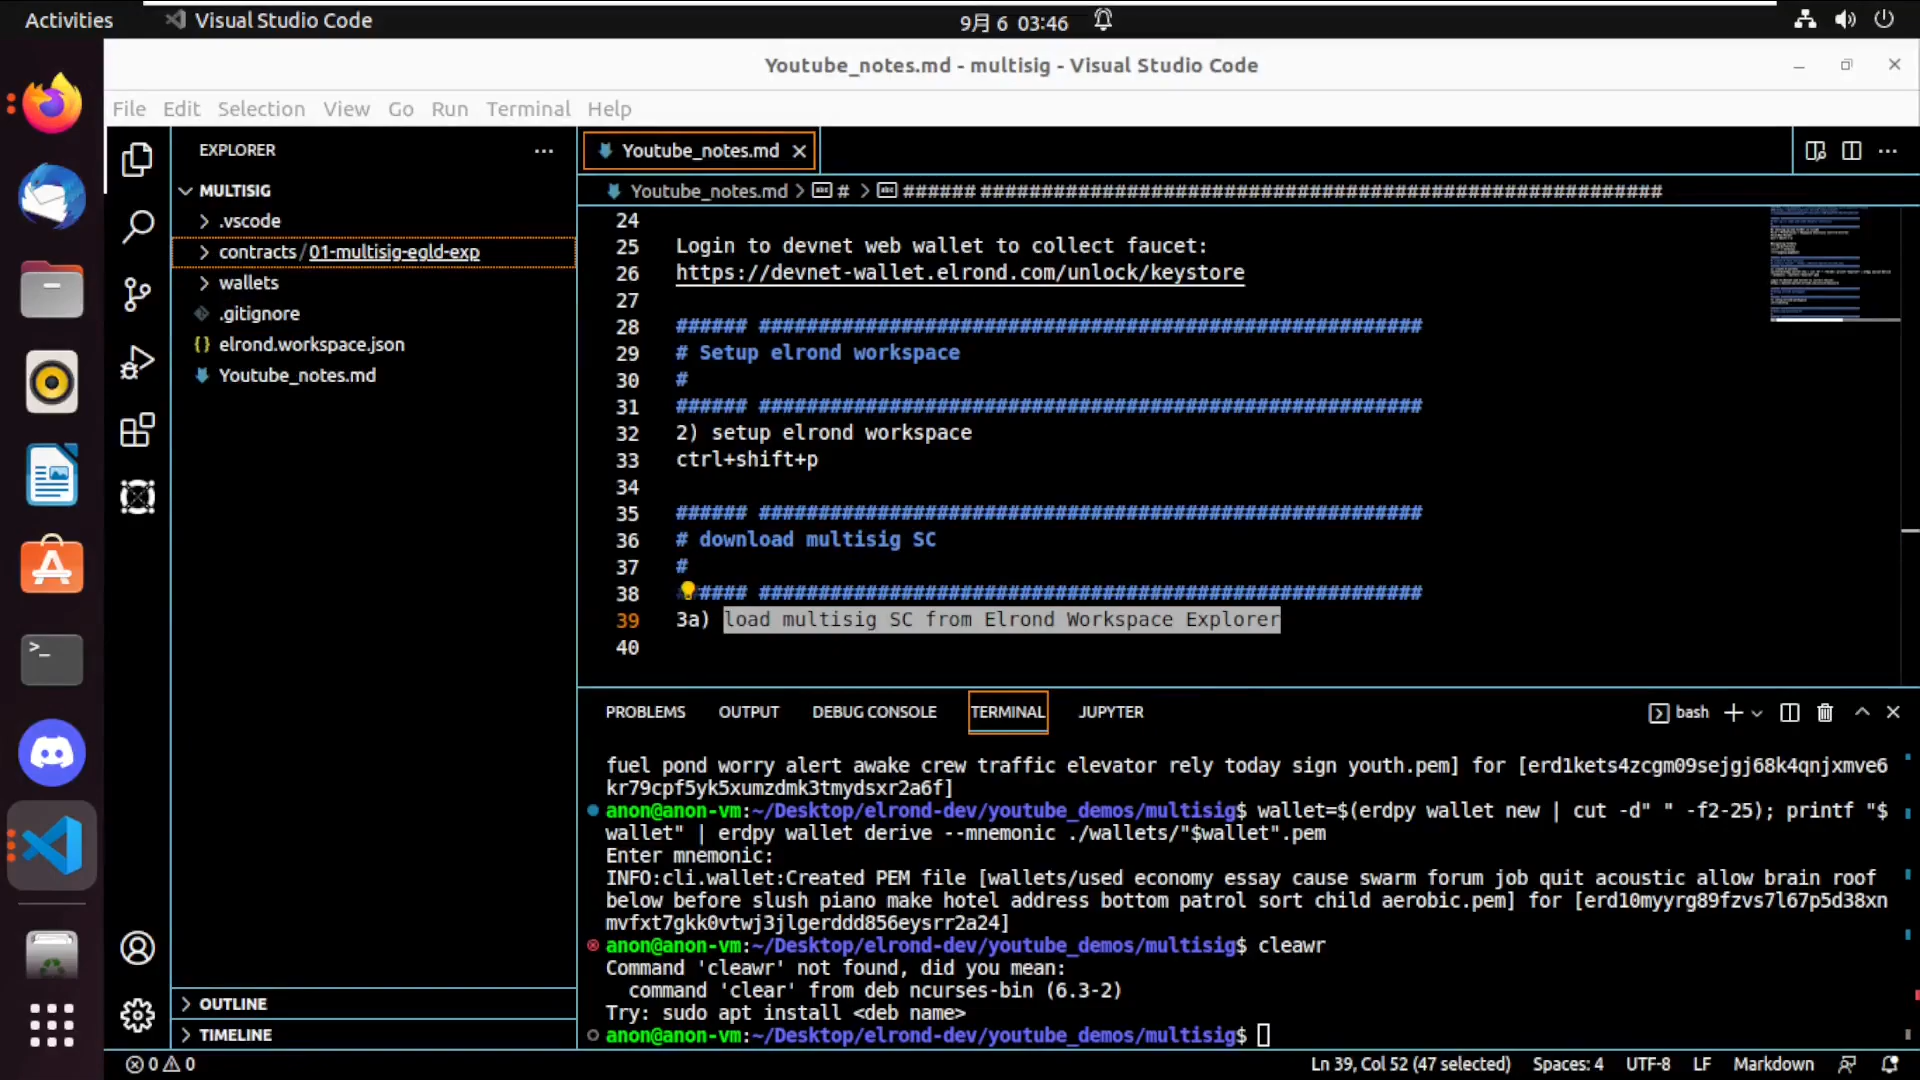 Activities
Visual Studio Code
9月 6 03:46
Youtube_notes.md - multisig - Visual Studio Code
File Edit Selection View Go Run Terminal Help
EXPLORER
MULTISIG
.vscode
contracts/01-multisig-egld-exp
wallets
.gitignore
{} elrond.workspace.json
Youtube_notes.md
OUTLINE
TIMELINE
Youtube_notes.md
Youtube_notes.md > # > ###### ########################################################
24
25 Login to devnet web wallet to collect faucet:
26 https://devnet-wallet.elrond.com/unlock/keystore
27
28 ###### ########################################################
29 # Setup elrond workspace
30 #
31 ###### ########################################################
32 2) setup elrond workspace
33 ctrl+shift+p
34
35 ###### ########################################################
36 # download multisig SC
37 #
38 #### ########################################################
39 3a) load multisig SC from Elrond Workspace Explorer
40
PROBLEMS OUTPUT DEBUG CONSOLE TERMINAL JUPYTER
bash
fuel pond worry alert awake crew traffic elevator rely today sign youth.pem] for [erd1kets4zcgm09sejgj68k4qnjxmve6
kr79cpf5yk5xumzdmk3tmydsxr2a6f]
anon@anon-vm:~/Desktop/elrond-dev/youtube_demos/multisig$ wallet=$(erdpy wallet new | cut -d" " -f2-25); printf "$
wallet" | erdpy wallet derive --mnemonic ./wallets/"$wallet".pem
Enter mnemonic:
INFO:cli.wallet:Created PEM file [wallets/used economy essay cause swarm forum job quit acoustic allow brain roof
below before slush piano make hotel address bottom patrol sort child aerobic.pem] for [erd10myyrg89fzvs7l67p5d38xn
mvfxt7gkk0vtwj3jlgerddd856eysrr2a24]
anon@anon-vm:~/Desktop/elrond-dev/youtube_demos/multisig$ cleawr
Command 'cleawr' not found, did you mean:
command 'clear' from deb ncurses-bin (6.3-2)
Try: sudo apt install <deb name>
anon@anon-vm:~/Desktop/elrond-dev/youtube_demos/multisig$
0 0
Ln 39, Col 52 (47 selected) Spaces: 4 UTF-8 LF Markdown